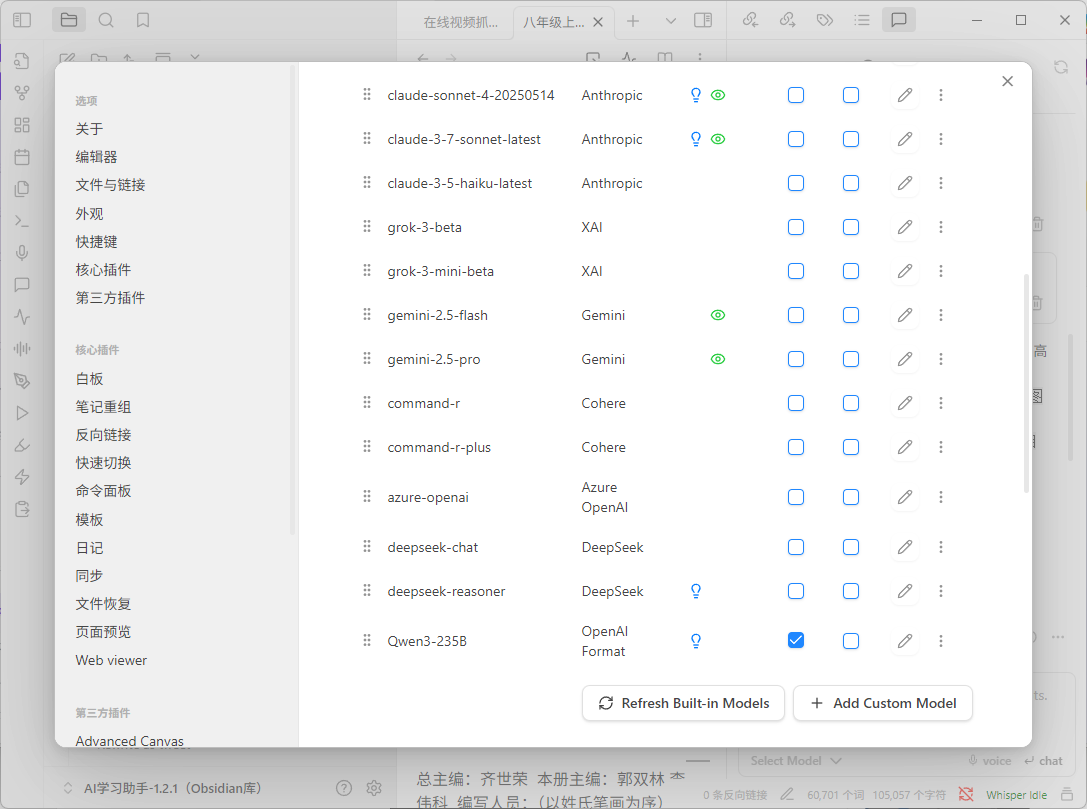 在线视频抓...
八年级上...
选项
关于
编辑器
文件与链接
外观
快捷键
核心插件
第三方插件
核心插件
白板
笔记重组
反向链接
快速切换
命令面板
模板
日记
同步
文件恢复
页面预览
Web viewer
第三方插件
Advanced Canvas
claude-sonnet-4-20250514 Anthropic
claude-3-7-sonnet-latest Anthropic
claude-3-5-haiku-latest Anthropic
grok-3-beta XAI
grok-3-mini-beta XAI
gemini-2.5-flash Gemini
gemini-2.5-pro Gemini
command-r Cohere
command-r-plus Cohere
azure-openai Azure
OpenAI
deepseek-chat DeepSeek
deepseek-reasoner DeepSeek
Qwen3-235B OpenAI
Format
Refresh Built-in Models
Add Custom Model
高
图
ts.
Select Model
voice
chat
AI学习助手-1.2.1（Obsidian库）
总主编：齐世荣 本册主编：郭双林 李
伟科 编写人员：（以姓氏笔画为序）
0 条反向链接
60,701 个词
105,057 个字符
Whisper Idle